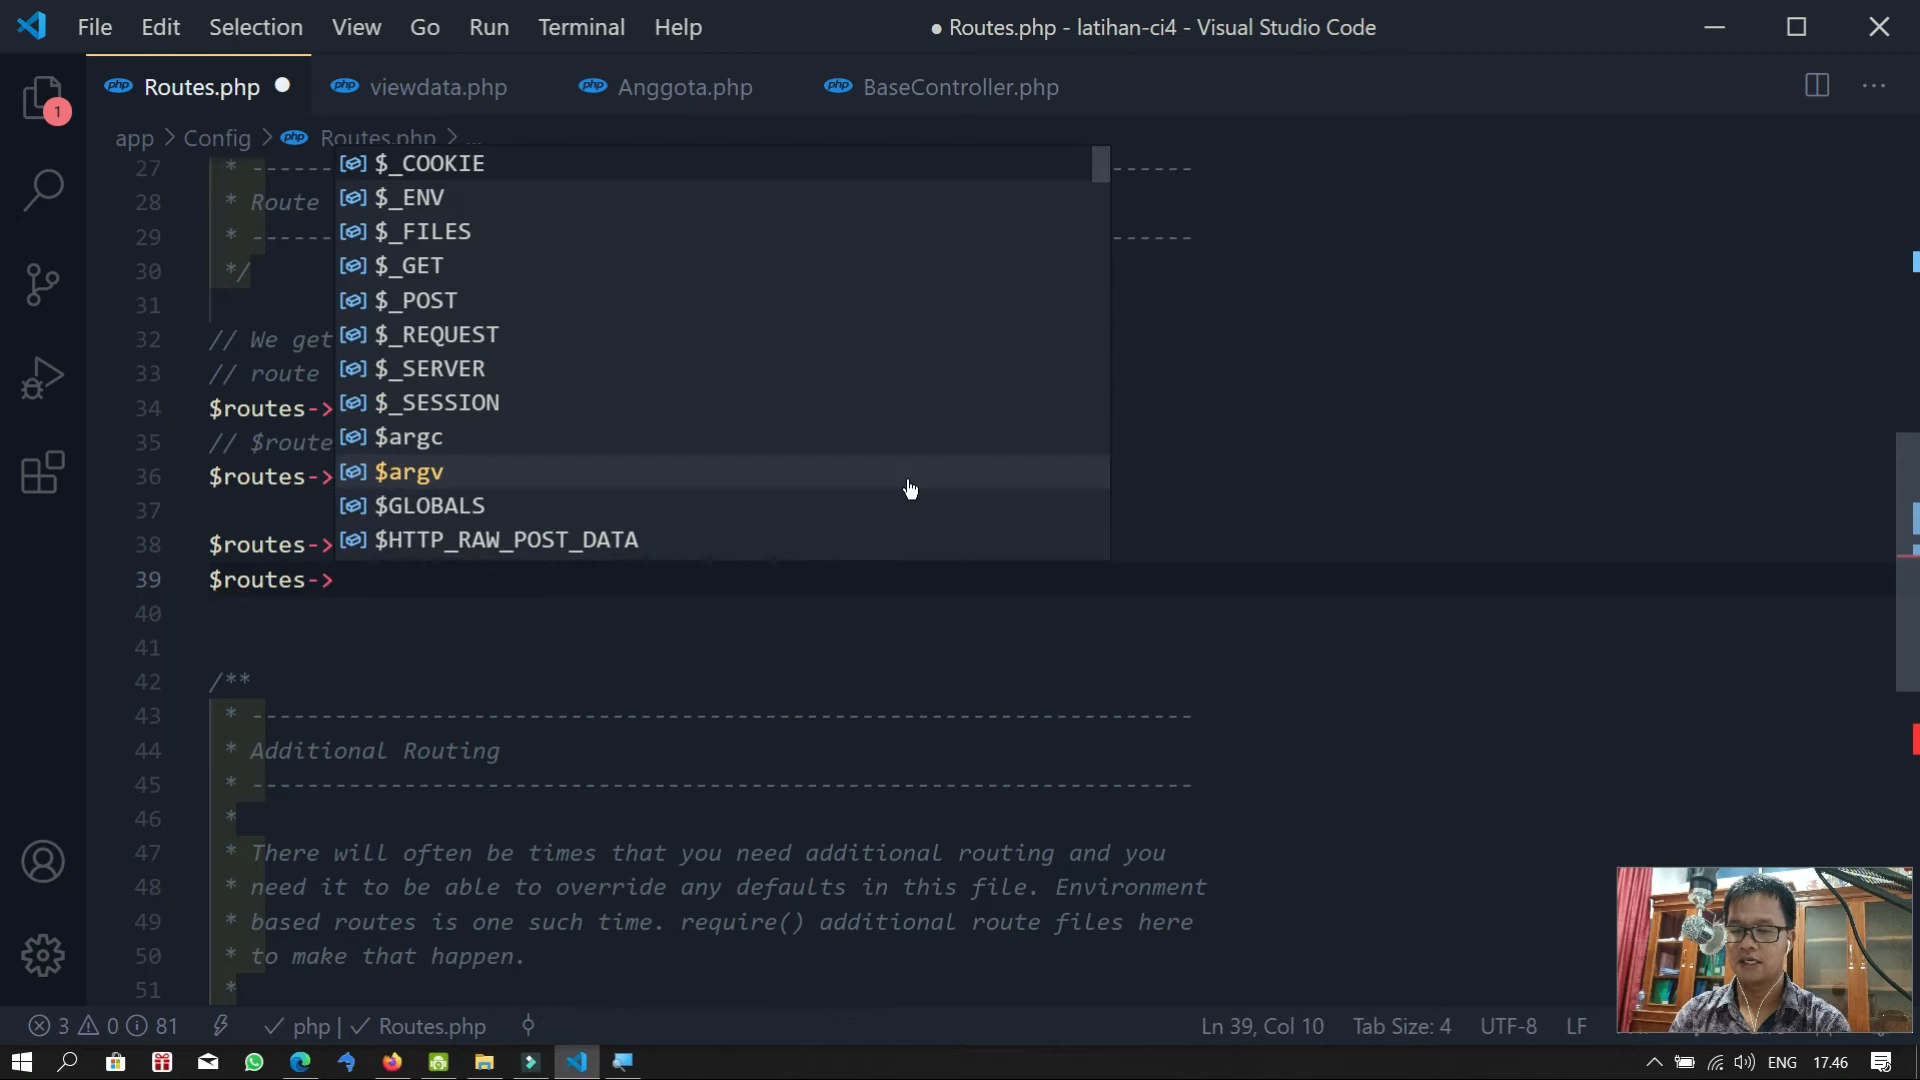 File Edit Selection View Go Run Terminal Help ● Routes.php - latihan-ci4 - Visual Studio Code
php Routes.php ● php viewdata.php php Anggota.php php BaseController.php
1
app > Config > php Routes.php > ...
27 * ------ ------
28 * Route
29 * ------ ------
30 */
31
32 // We get
33 // route
34 $routes->
35 // $route
36 $routes->
37
38 $routes->
39 $routes->
$_COOKIE
$_ENV
$_FILES
$_GET
$_POST
$_REQUEST
$_SERVER
$_SESSION
$argc
$argv
$GLOBALS
$HTTP_RAW_POST_DATA
40
41
42 /**
43 * --------------------------------------------------------------------
44 * Additional Routing
45 * --------------------------------------------------------------------
46 *
47 * There will often be times that you need additional routing and you
48 * need it to be able to override any defaults in this file. Environment
49 * based routes is one such time. require() additional route files here
50 * to make that happen.
51 *
3 0 81 php | Routes.php Ln 39, Col 10 Tab Size: 4 UTF-8 LF
ENG 17.46